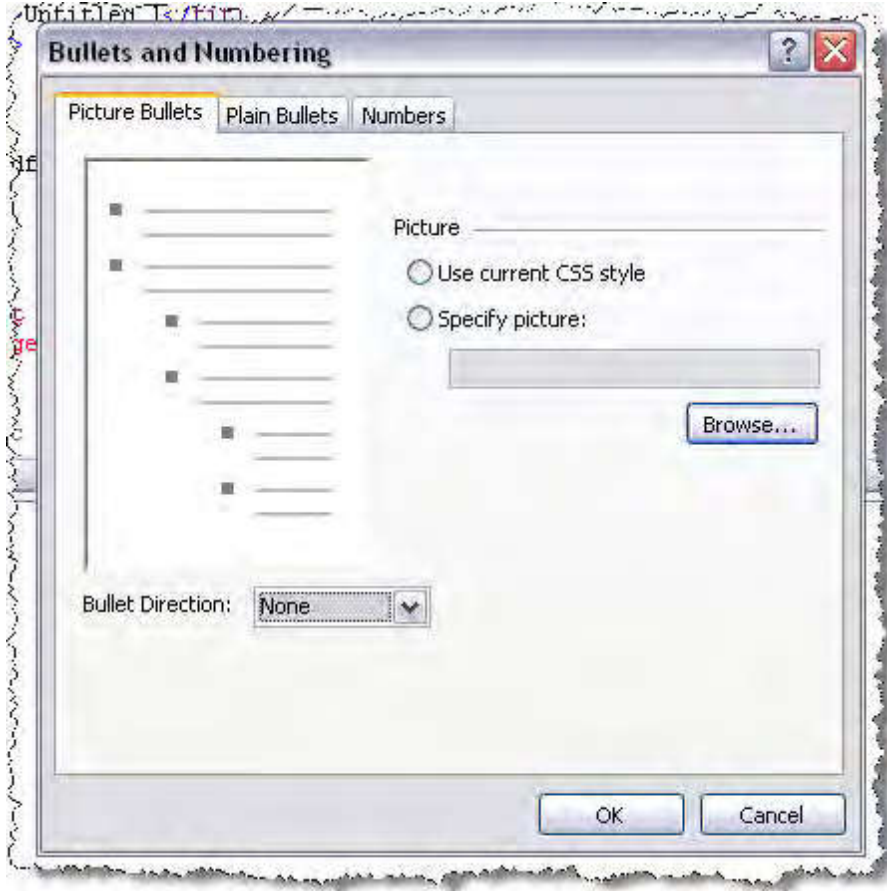 Bullets and Numbering
Picture Bullets Plain Bullets Numbers
Picture
Use current CSS style
Specify picture:
Browse...
Bullet Direction: None
OK Cancel